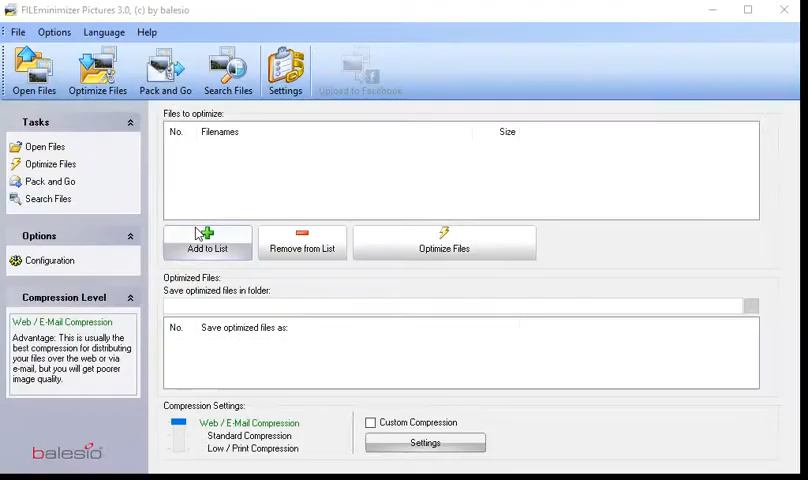 FILEminimizer Pictures 3.0, (c) by balesio
File Options Language Help
Open Files Optimize Files Pack and Go Search Files Settings Upload to Facebook
Tasks
Open Files
Optimize Files
Pack and Go
Search Files
Options
Configuration
Compression Level
Web / E-Mail Compression
Advantage: This is usually the
best compression for distributing
your files over the web or via
e-mail, but you will get poorer
image quality.
balesio
Files to optimize:
No. Filenames Size
Add to List Remove from List Optimize Files
Optimized Files:
Save optimized files in folder:
No. Save optimized files as:
Compression Settings:
Web / E-Mail Compression
Standard Compression
Low / Print Compression
Custom Compression
Settings